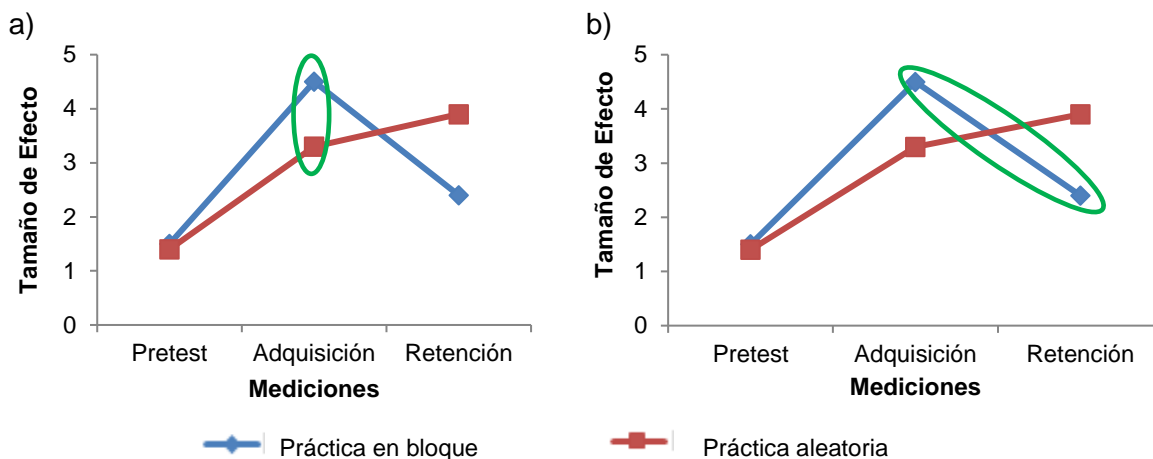 a)
5
4
3
2
1
0
Tamaño de Efecto
Pretest Adquisición Retención
Mediciones
b)
5
4
3
2
1
0
Tamaño de Efecto
Pretest Adquisición Retención
Mediciones
Práctica en bloque Práctica aleatoria